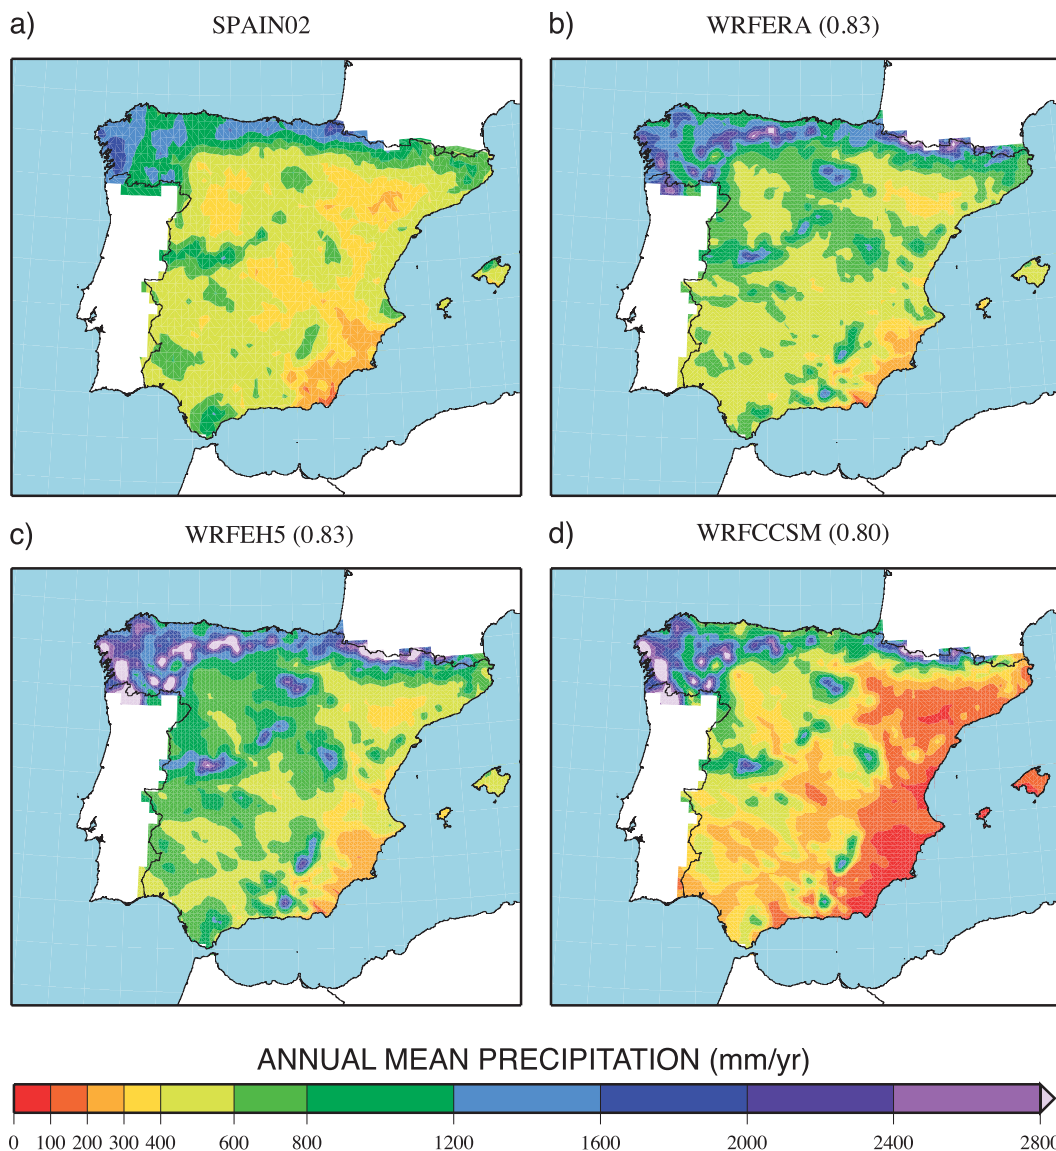 a) SPAIN02
b) WRFERA (0.83)
c) WRFEH5 (0.83)
d) WRFCCSM (0.80)
ANNUAL MEAN PRECIPITATION (mm/yr)
0 100 200 300 400 600 800 1200 1600 2000 2400 2800